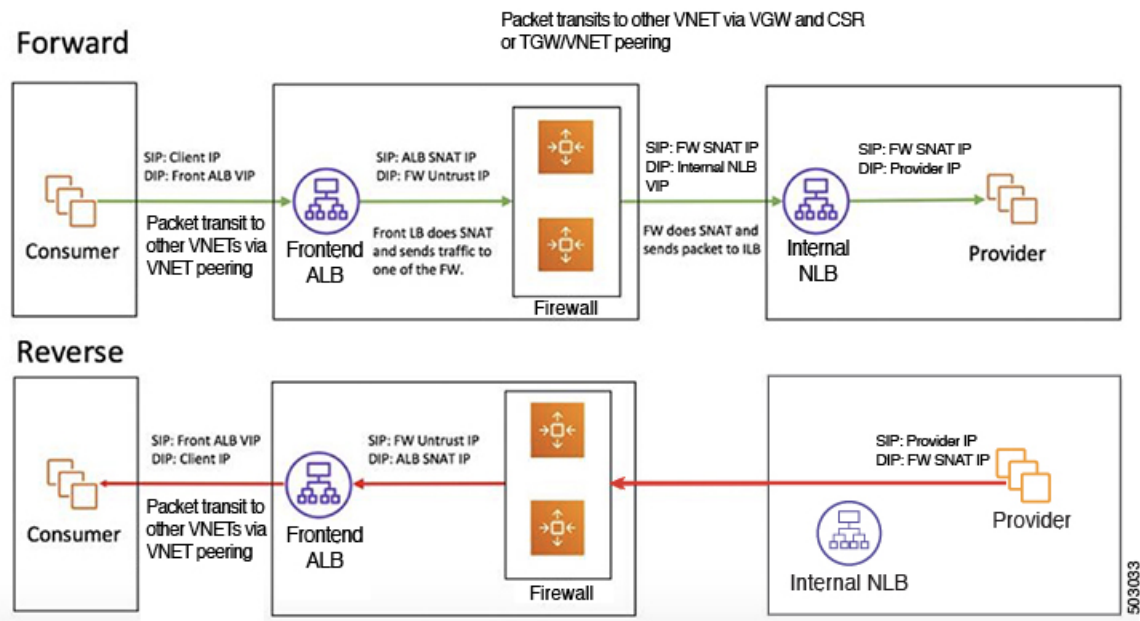 Packet transits to other VNET via VGW and CSR
or TGW/VNET peering
Forward
SIP: Client IP
DIP: Front ALB VIP
Packet transit to
other VNETs via
VNET peering
Consumer
Frontend
ALB
SIP: ALB SNAT IP
DIP: FW Untrust IP
Front LB does SNAT
and sends traffic to
one of the FW.
Firewall
SIP: FW SNAT IP
DIP: Internal NLB
VIP
FW does SNAT and
sends packet to ILB
Internal
NLB
SIP: FW SNAT IP
DIP: Provider IP
Provider
Reverse
SIP: Front ALB VIP
DIP: Client IP
Packet transit to
other VNETs via
VNET peering
Consumer
Frontend
ALB
SIP: FW Untrust IP
DIP: ALB SNAT IP
Firewall
SIP: Provider IP
DIP: FW SNAT IP
Provider
Internal NLB
503033